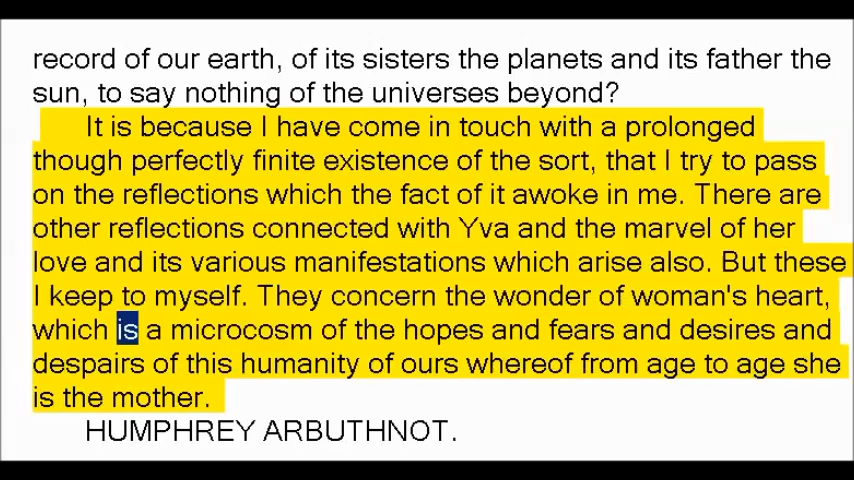 record of our earth, of its sisters the planets and its father the
sun, to say nothing of the universes beyond?
It is because I have come in touch with a prolonged
though perfectly finite existence of the sort, that I try to pass
on the reflections which the fact of it awoke in me. There are
other reflections connected with Yva and the marvel of her
love and its various manifestations which arise also. But these
I keep to myself. They concern the wonder of woman's heart,
which is a microcosm of the hopes and fears and desires and
despairs of this humanity of ours whereof from age to age she
is the mother.
HUMPHREY ARBUTHNOT.